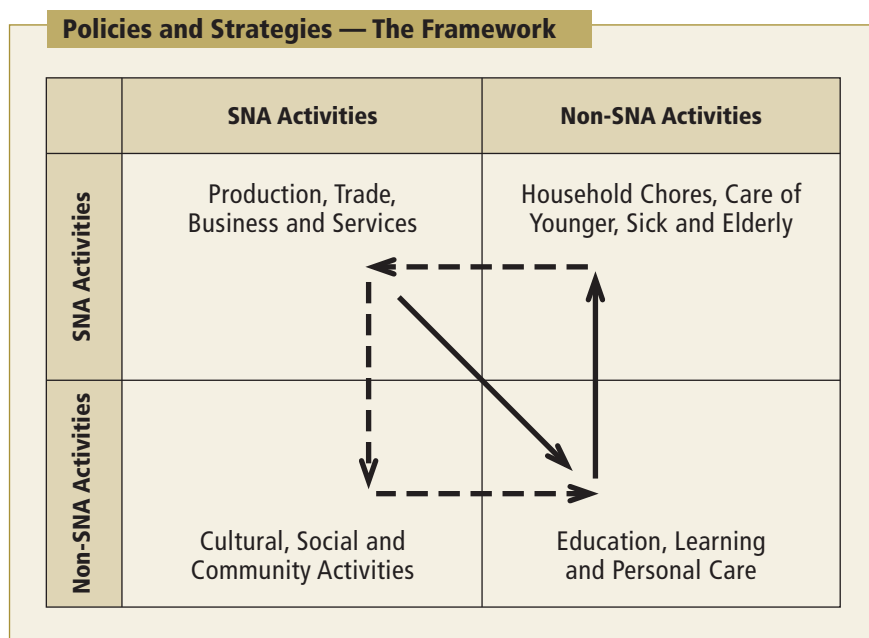 Policies and Strategies — The Framework
SNA Activities
Non-SNA Activities
SNA Activities
Production, Trade,
Business and Services
Household Chores, Care of
Younger, Sick and Elderly
Non-SNA Activities
Cultural, Social and
Community Activities
Education, Learning
and Personal Care